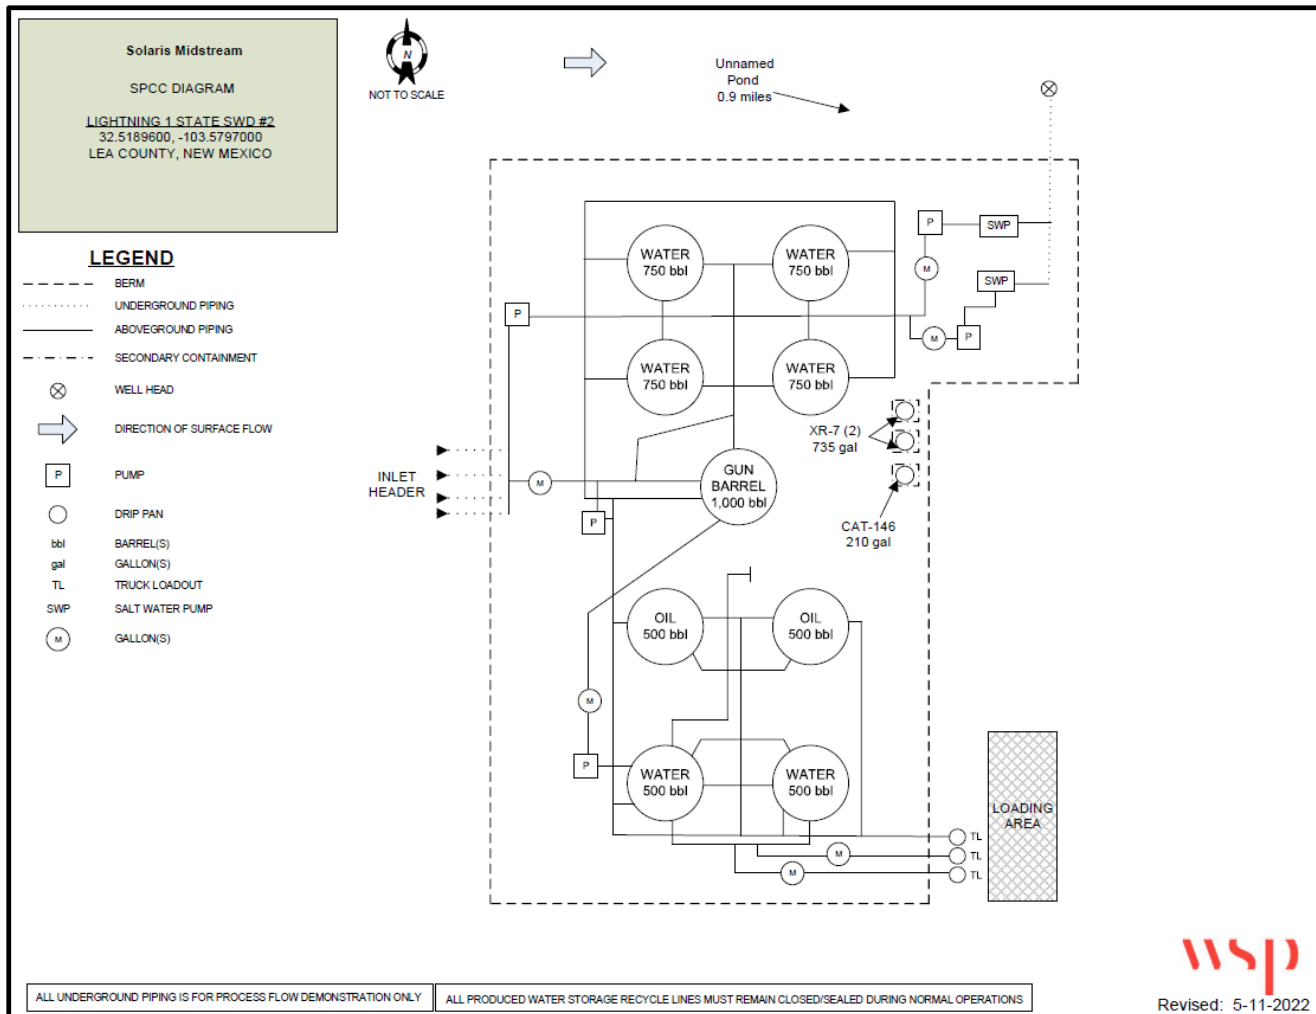 Solaris Midstream
SPCC DIAGRAM
LIGHTNING 1 STATE SWD #2
32.5189600, -103.5797000
LEA COUNTY, NEW MEXICO
N
NOT TO SCALE
Unnamed
Pond
0.9 miles
LEGEND
BERM
UNDERGROUND PIPING
ABOVEGROUND PIPING
SECONDARY CONTAINMENT
WELL HEAD
DIRECTION OF SURFACE FLOW
P
PUMP
DRIP PAN
bbl
BARREL(S)
gal
GALLON(S)
TL
TRUCK LOADOUT
SWP
SALT WATER PUMP
M
GALLON(S)
WATER
750 bbl
WATER
750 bbl
P
SWP
M
SWP
P
M
P
WATER
750 bbl
WATER
750 bbl
XR-7 (2)
735 gal
INLET
HEADER
M
GUN
BARREL
1,000 bbl
P
CAT-146
210 gal
OIL
500 bbl
OIL
500 bbl
M
P
WATER
500 bbl
WATER
500 bbl
LOADING
AREA
TL
M
TL
M
TL
wsp
ALL UNDERGROUND PIPING IS FOR PROCESS FLOW DEMONSTRATION ONLY
ALL PRODUCED WATER STORAGE RECYCLE LINES MUST REMAIN CLOSED/SEALED DURING NORMAL OPERATIONS
Revised: 5-11-2022